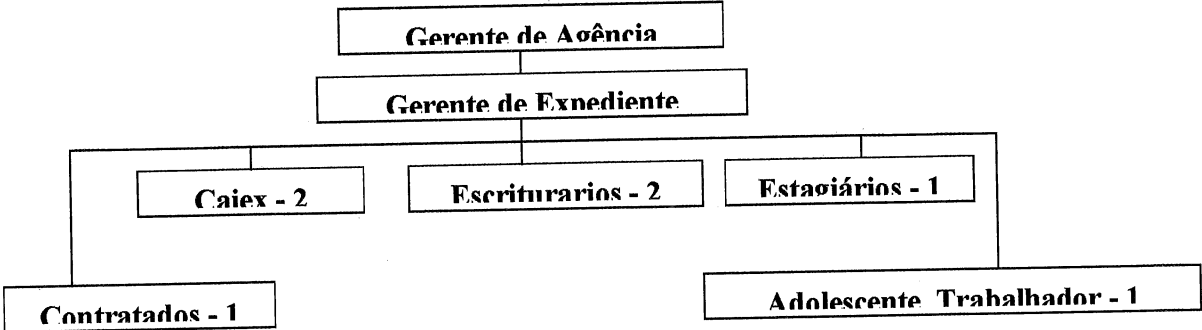 Gerente de Agência
Gerente de Expediente
Caiex - 2
Escriturarios - 2
Estagiários - 1
Contratados - 1
Adolescente Trabalhador - 1